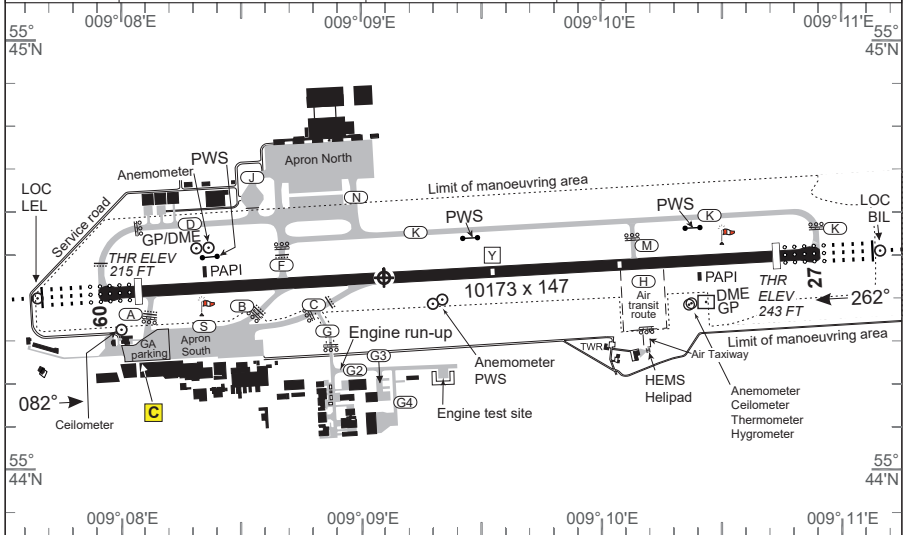 009°08'E 009°09'E 009°10'E 009°11'E
55°
45'N
55°
45'N
Apron North
PWS
Anemometer
J
LOC
LEL
Service road
Limit of manoeuvring area
N
D
GP/DME
PWS
K
PWS
K
K
LOC
BIL
THR ELEV
215 FT
PAPI
F
Y
M
09
10173 x 147
H
Air
transit
route
PAPI
DME
GP
THR
ELEV
243 FT
27
262°
A
S
B
C
G
GA
parking
Apron
South
Engine run-up
G3
G2
G4
Anemometer
PWS
Engine test site
TWR
Air Taxiway
HEMS
Helipad
Limit of manoeuvring area
Anemometer
Ceilometer
Thermometer
Hygrometer
082°
Ceilometer
C
55°
44'N
55°
44'N
009°08'E 009°09'E 009°10'E 009°11'E